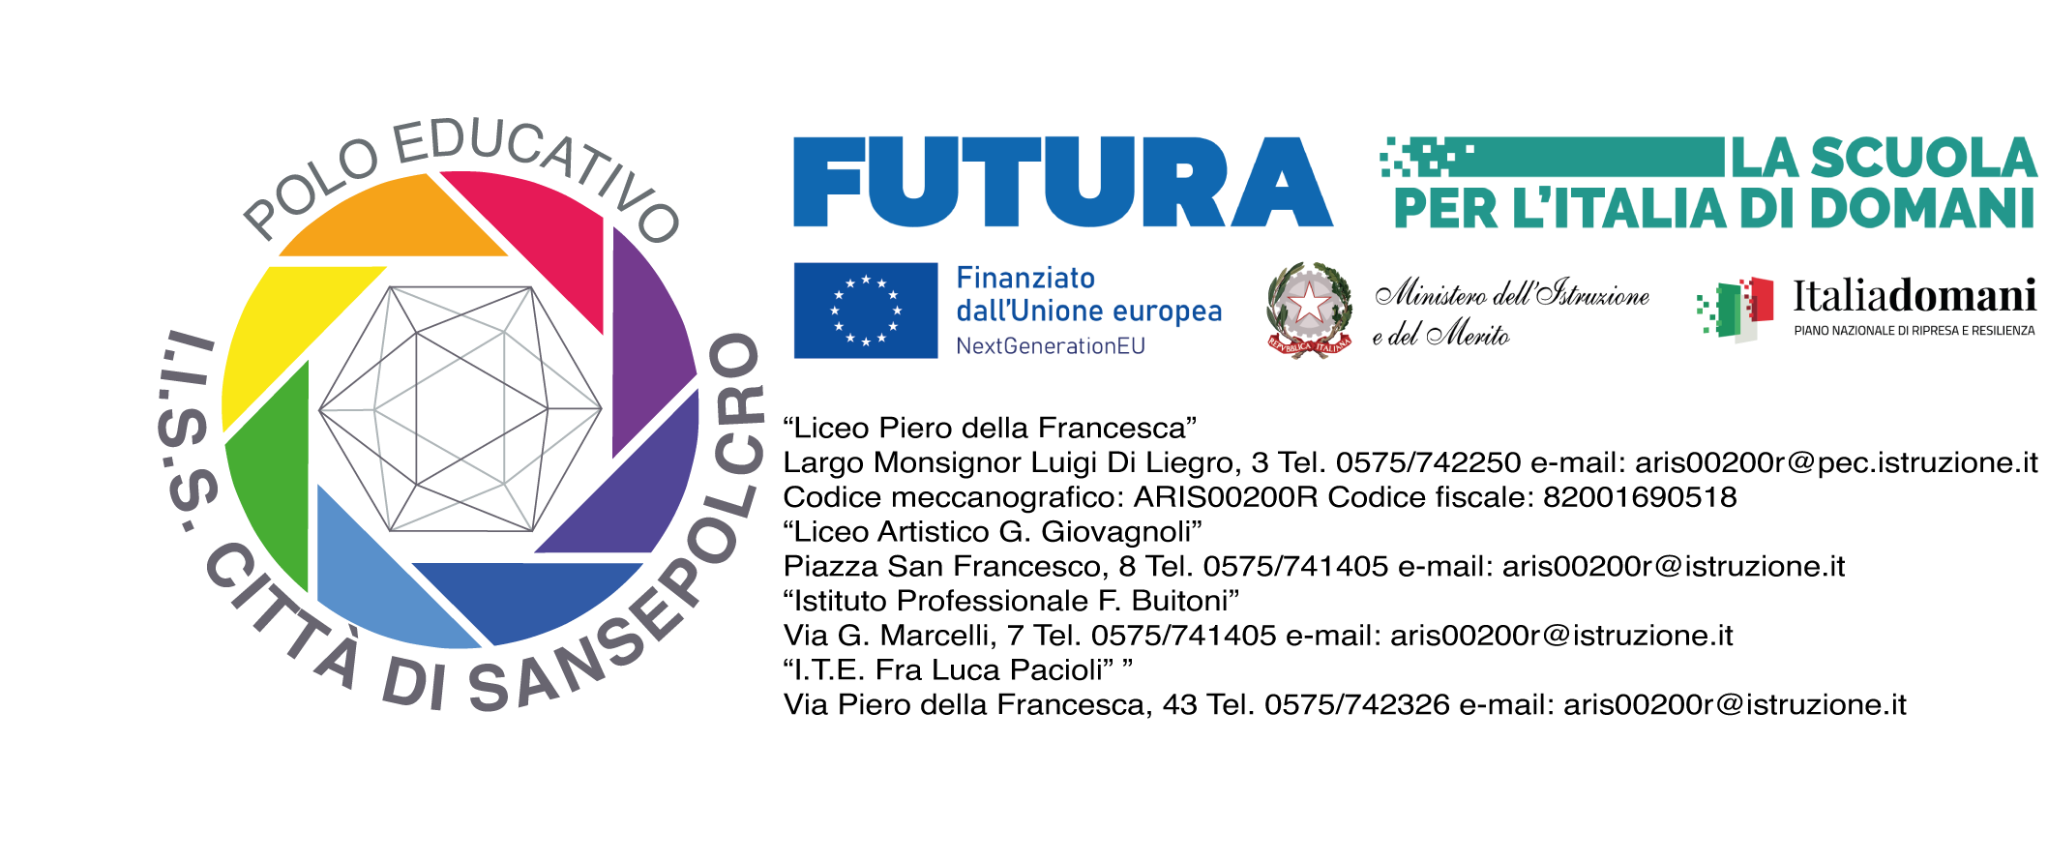 POLO EDUCATIVO
I.I.S.S. CITTÀ DI SANSEPOLCRO
FUTURA
LA SCUOLA
PER L'ITALIA DI DOMANI
Finanziato
dall'Unione europea
NextGenerationEU
REPVBBLICA ITALIANA
Ministero dell'Istruzione
e del Merito
Italiadomani
PIANO NAZIONALE DI RIPRESA E RESILIENZA
“Liceo Piero della Francesca”
Largo Monsignor Luigi Di Liegro, 3 Tel. 0575/742250 e-mail: aris00200r@pec.istruzione.it
Codice meccanografico: ARIS00200R Codice fiscale: 82001690518
“Liceo Artistico G. Giovagnoli”
Piazza San Francesco, 8 Tel. 0575/741405 e-mail: aris00200r@istruzione.it
“Istituto Professionale F. Buitoni”
Via G. Marcelli, 7 Tel. 0575/741405 e-mail: aris00200r@istruzione.it
“I.T.E. Fra Luca Pacioli” ”
Via Piero della Francesca, 43 Tel. 0575/742326 e-mail: aris00200r@istruzione.it